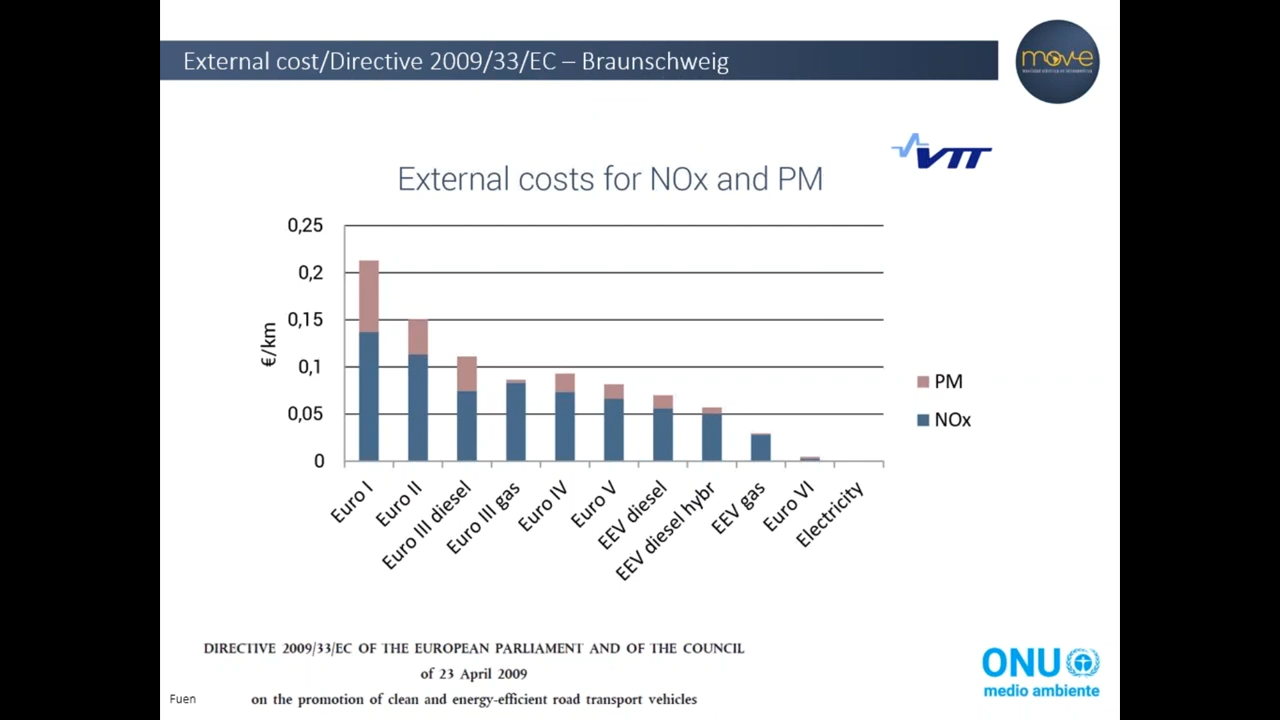 External cost/Directive 2009/33/EC – Braunschweig
move
VTT
External costs for NOx and PM
0,25
0,2
0,15
0,1
0,05
0
€/km
PM
NOx
Euro I
Euro II
Euro III diesel
Euro III gas
Euro IV
Euro V
EEV diesel
EEV diesel hybr
EEV gas
Euro VI
Electricity
DIRECTIVE 2009/33/EC OF THE EUROPEAN PARLIAMENT AND OF THE COUNCIL
of 23 April 2009
on the promotion of clean and energy-efficient road transport vehicles
Fuen
ONU
medio ambiente